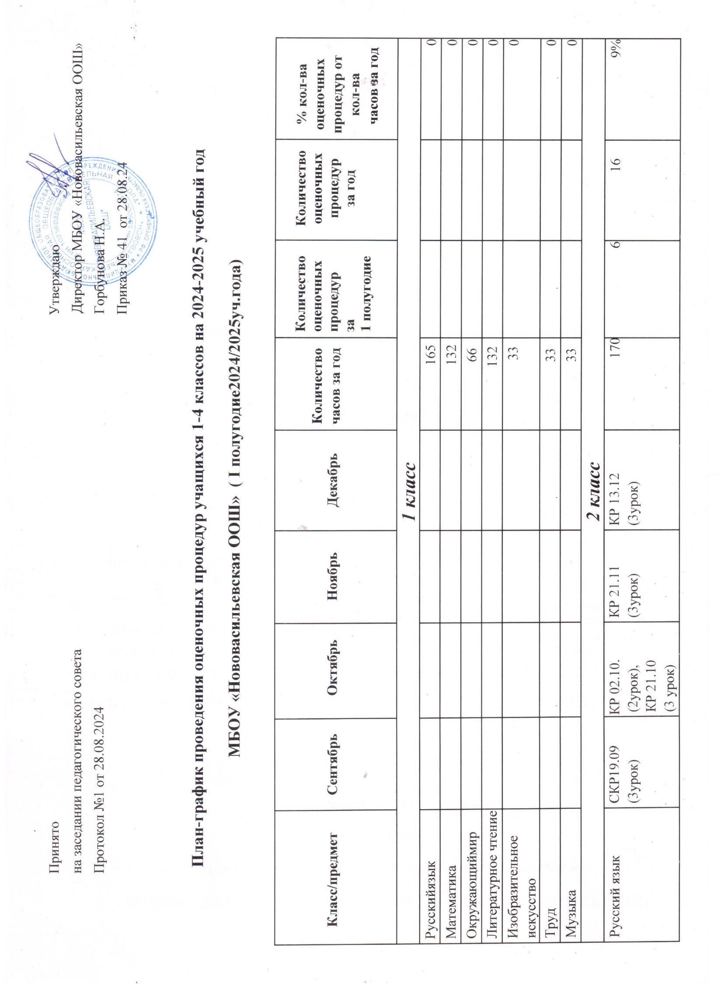 Принято
на заседании педагогического совета
Протокол №1 от 28.08.2024
Утверждаю
Директор МБОУ «Нововасильевская ООШ»
Горбунова Н.А.
Приказ № 41 от 28.08.24
План-график проведения оценочных процедур учащихся 1-4 классов на 2024-2025 учебный год
МБОУ «Нововасильевская ООШ» ( I полугодие2024/2025уч.года)
Класс/предмет
Сентябрь
Октябрь
Ноябрь
Декабрь
Количество
часов за год
Количество
оценочных
процедур
за
1 полугодие
Количество
оценочных
процедур
за год
% кол-ва
оценочных
процедур от
кол-ва
часов за год
1 класс
Русскийязык 165 0
Математика 132 0
Окружающиймир 66 0
Литературное чтение 132 0
Изобразительное 33 0
искусство
Труд 33 0
Музыка 33 0
2 класс
Русский язык
СКР19.09
(3урок)
КР 02.10.
(2урок),
КР 21.10
(3 урок)
КР 21.11
(3урок)
КР 13.12
(3урок)
170
6
16
9%